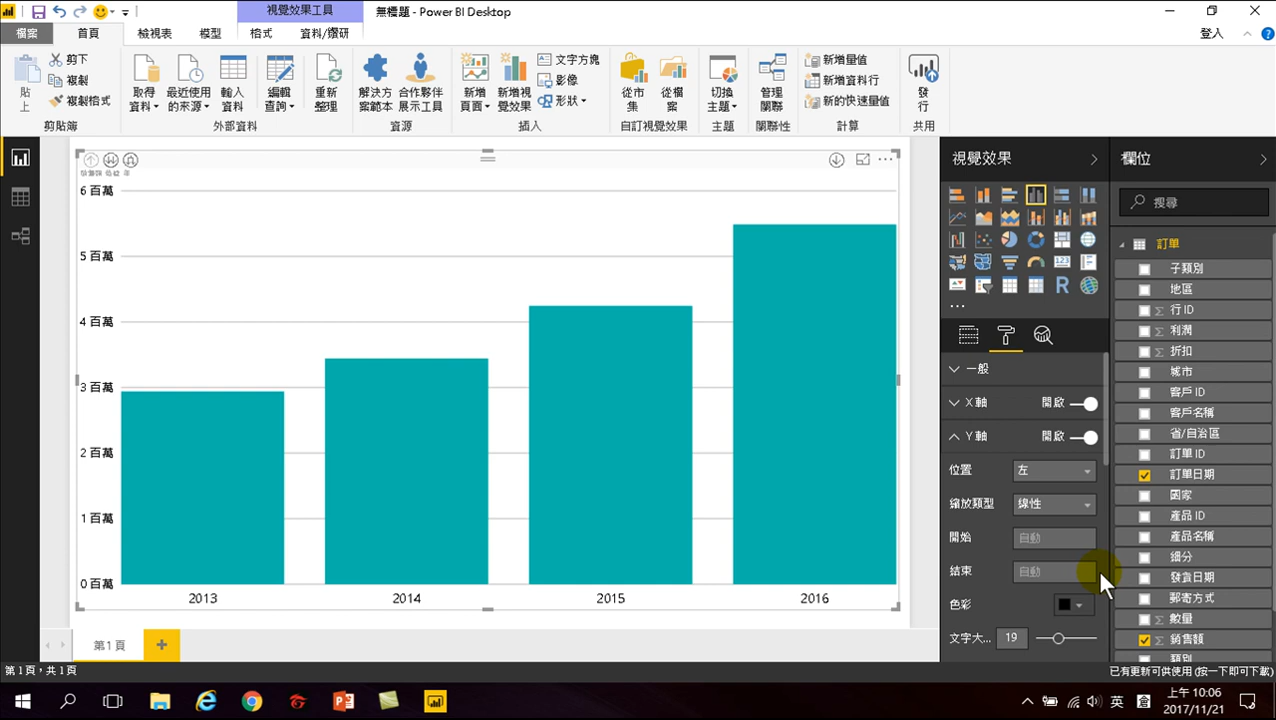 視覺效果工具
無標題 - Power BI Desktop
檔案
首頁
檢視表
模型
格式
資料/鑽研
登入
貼上
剪下
複製
複製格式
剪貼簿
取得資料
最近使用的來源
輸入資料
編輯查詢
重新整理
外部資料
解決方案範本
合作夥伴展示工具
資源
新增頁面
新增視覺效果
文字方塊
影像
形狀
插入
從市集
從檔案
自訂視覺效果
切換主題
主題
管理關聯
關聯性
新增量值
新增資料行
新的快速量值
計算
發行
共用
6 百萬
5 百萬
4 百萬
3 百萬
2 百萬
1 百萬
0 百萬
2013
2014
2015
2016
視覺效果
R
123
一般
X 軸
開啟
Y 軸
開啟
位置
左
縮放類型
線性
開始
自動
結束
自動
色彩
文字大...
19
欄位
搜尋
訂單
子類別
地區
行 ID
利潤
折扣
城市
客戶 ID
客戶名稱
省/自治區
訂單 ID
訂單日期
國家
產品 ID
產品名稱
細分
發貨日期
郵寄方式
數量
銷售額
類別
第 1 頁
第 1 頁，共 1 頁
已有更新可供使用 (按一下即可下載)
英
倉
上午 10:06
2017/11/21